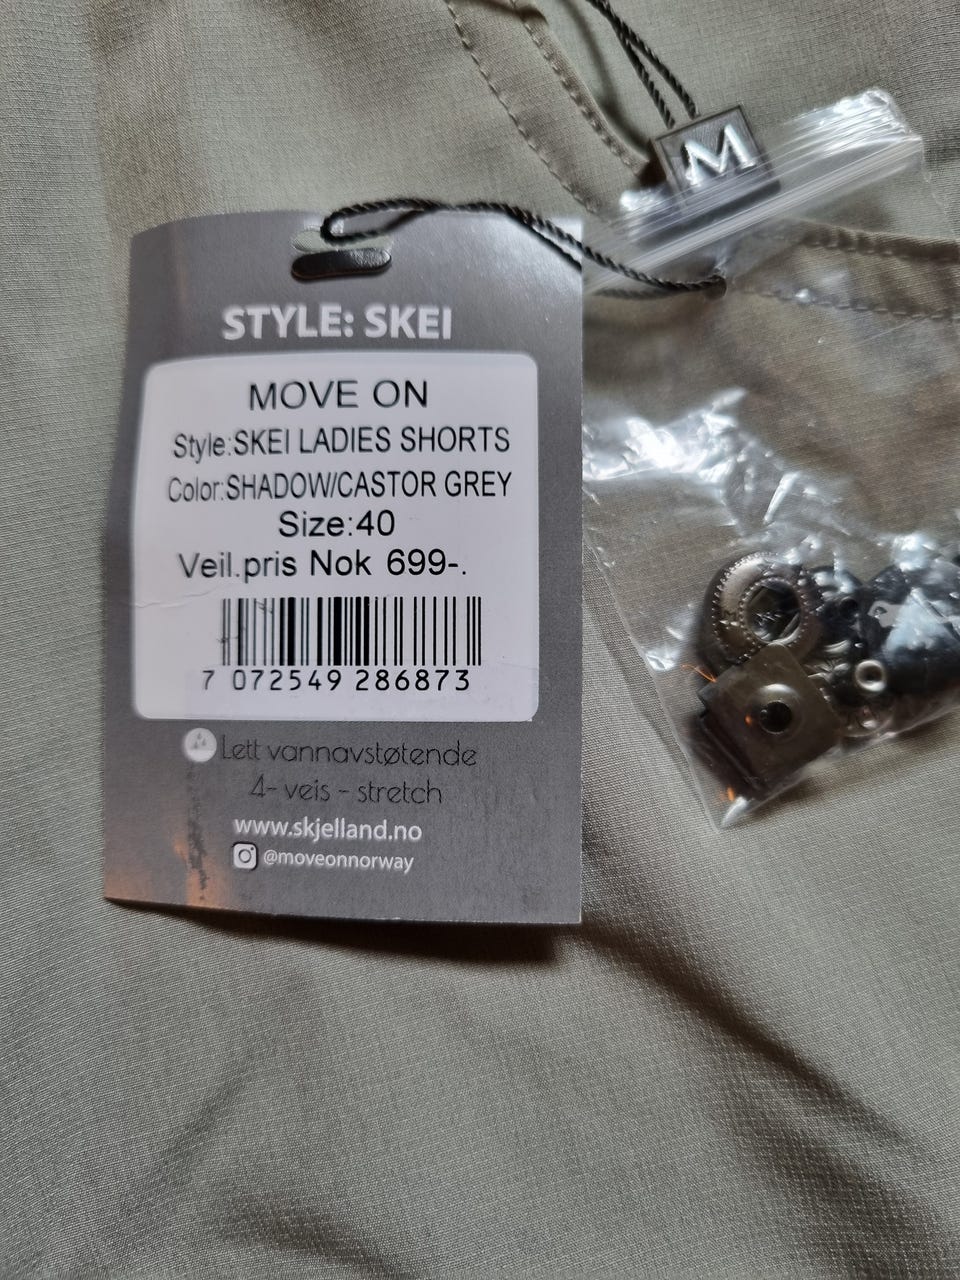 M
STYLE: SKEI
MOVE ON
Style:SKEI LADIES SHORTS
Color:SHADOW/CASTOR GREY
Size:40
Veil.pris Nok 699-.
7 072549 286873
Lett vannavstøtende
4- veis - stretch
www.skjelland.no
@moveonnorway